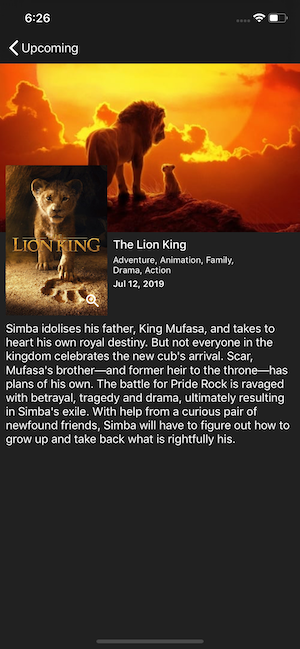 6:26
Upcoming
THE LION KING
The Lion King
Adventure, Animation, Family,
Drama, Action
Jul 12, 2019
Simba idolises his father, King Mufasa, and takes to
heart his own royal destiny. But not everyone in the
kingdom celebrates the new cub's arrival. Scar,
Mufasa's brother—and former heir to the throne—has
plans of his own. The battle for Pride Rock is ravaged
with betrayal, tragedy and drama, ultimately resulting
in Simba's exile. With help from a curious pair of
newfound friends, Simba will have to figure out how to
grow up and take back what is rightfully his.